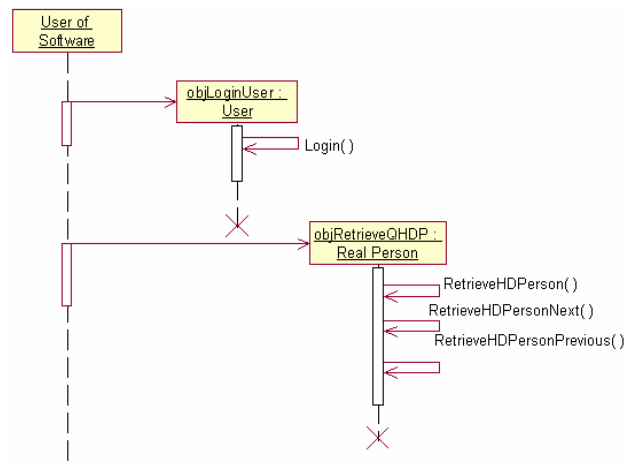 User of
Software
objLoginUser :
User
Login( )
objRetrieveQHDP :
Real Person
RetrieveHDPerson( )
RetrieveHDPersonNext( )
RetrieveHDPersonPrevious( )